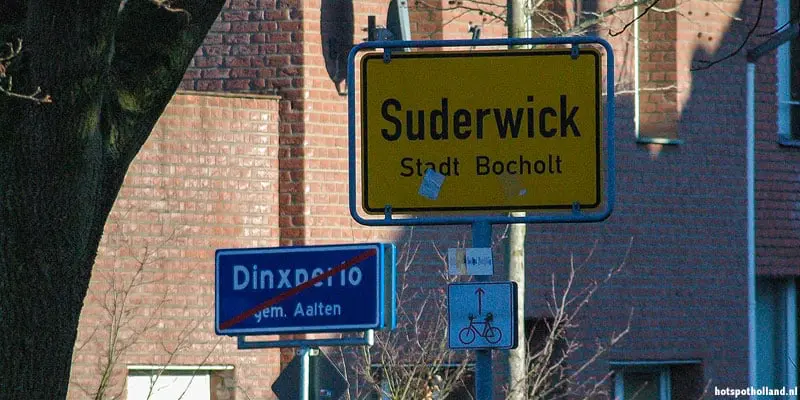 Suderwick
Stadt Bocholt
Dinxperlo
gem. Aalten
hotspotholland.nl